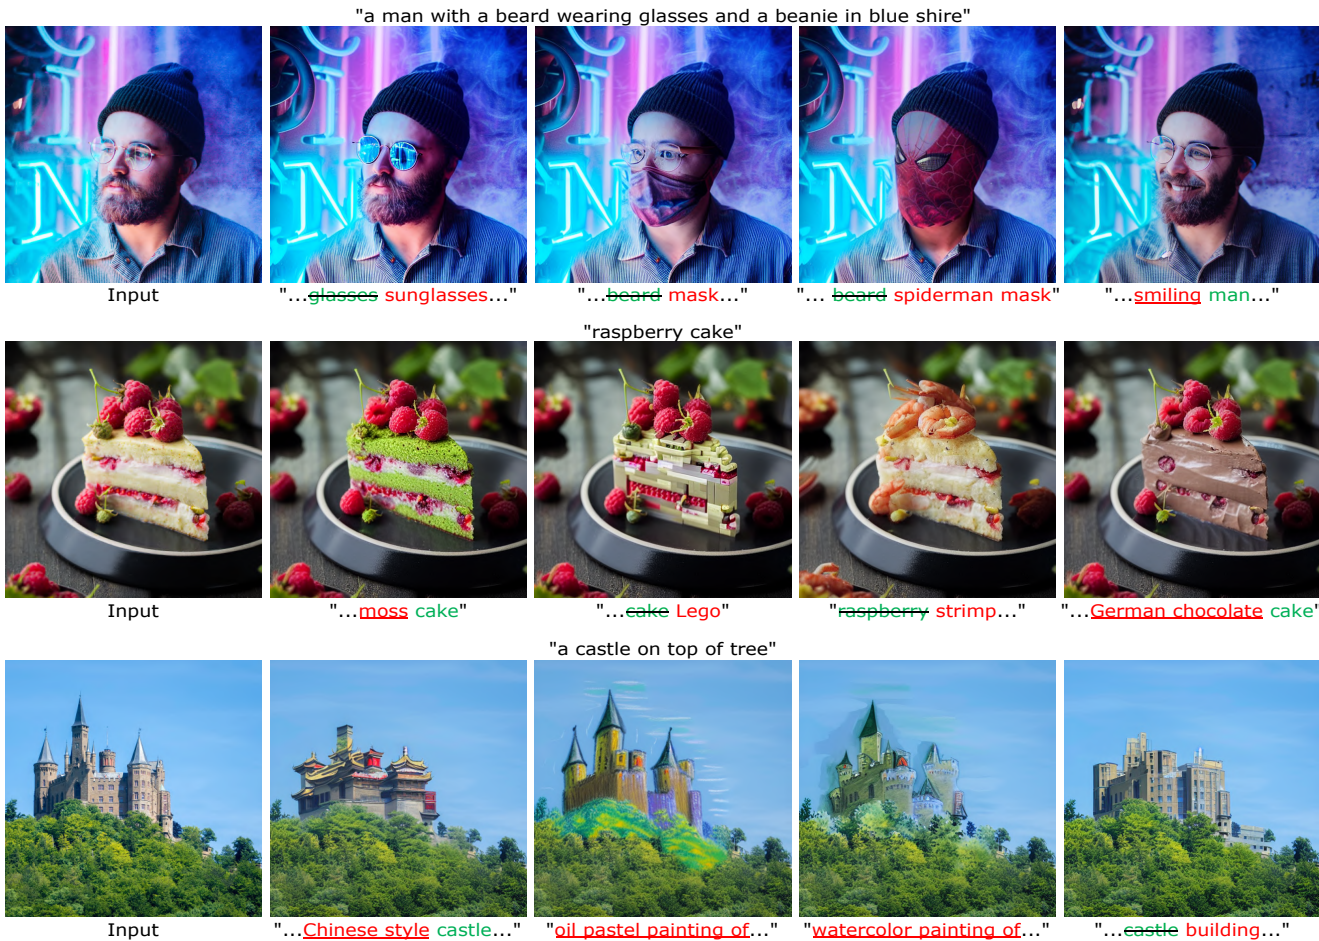 "a man with a beard wearing glasses and a beanie in blue shire"
Input
"...glasses sunglasses..."
"...beard mask..."
"... beard spiderman mask"
"...smiling man..."
"raspberry cake"
Input
"...moss cake"
"...cake Lego"
"raspberry strimp..."
"...German chocolate cake"
"a castle on top of tree"
Input
"...Chinese style castle..."
"oil pastel painting of..."
"watercolor painting of..."
"...castle building..."